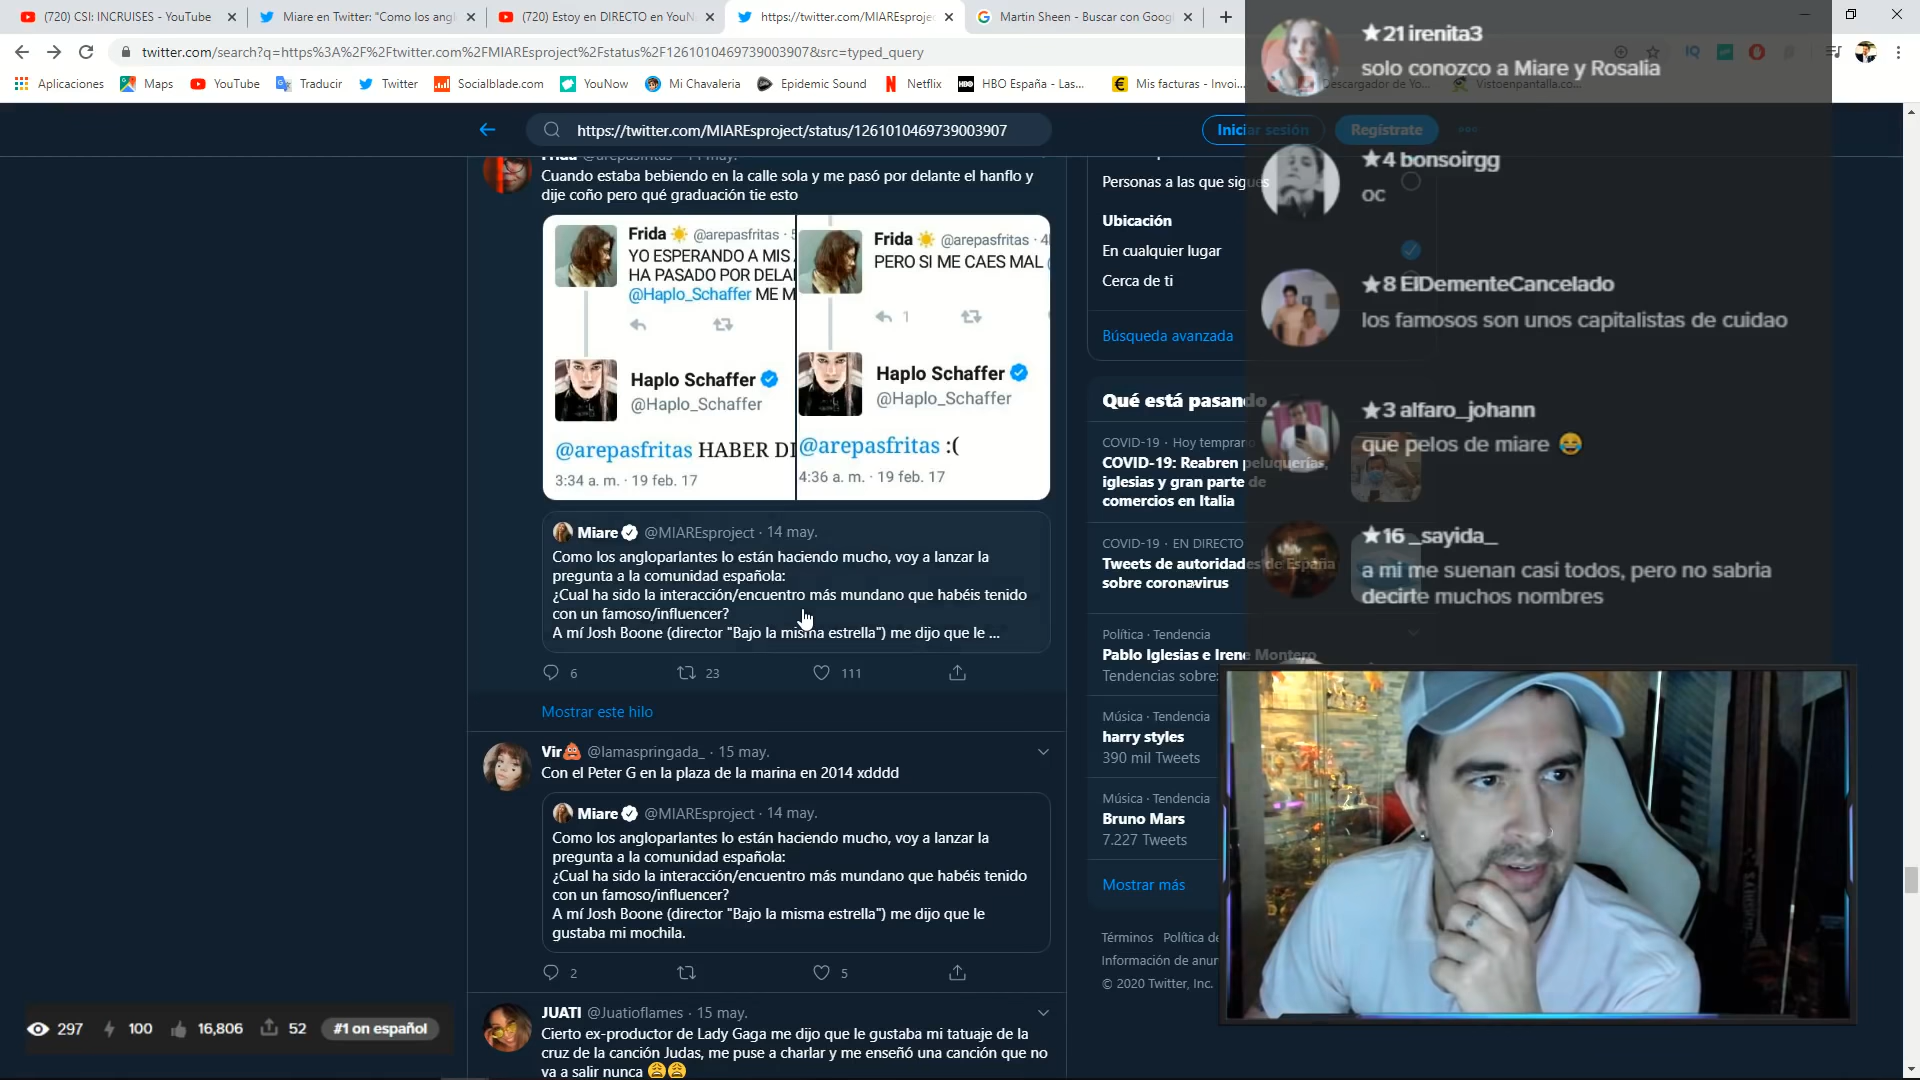 (720) CSI: INCRUISES - YouTube
Miare en Twitter: "Como los angl
(720) Estoy en DIRECTO en YouN
https://twitter.com/MIAREsproje
Martin Sheen - Buscar con Googl
twitter.com/search?q=https%3A%2F%2Ftwitter.com%2FMIAREsproject%2Fstatus%2F1261010469739003907&src=typed_query
Aplicaciones
Maps
YouTube
Traducir
Twitter
Socialblade.com
YouNow
Mi Chavaleria
Epidemic Sound
Netflix
HBO España - Las...
Mis facturas - Invoi...
Descargador de Yo...
Vistoenpantalla.co...
https://twitter.com/MIAREsproject/status/1261010469739003907
Iniciar sesión
Regístrate
Frida @arepasfritas · 14 may.
Cuando estaba bebiendo en la calle sola y me pasó por delante el hanflo y
dije coño pero qué graduación tie esto
Frida ☀️ @arepasfritas · 5
YO ESPERANDO A MIS
HA PASADO POR DELA
@Haplo_Schaffer ME M
Haplo Schaffer
@Haplo_Schaffer
@arepasfritas HABER DI
3:34 a. m. · 19 feb. 17
Frida ☀️ @arepasfritas · 4
PERO SI ME CAES MAL
1
Haplo Schaffer
@Haplo_Schaffer
@arepasfritas :(
4:36 a. m. · 19 feb. 17
Miare @MIAREsproject · 14 may.
Como los angloparlantes lo están haciendo mucho, voy a lanzar la
pregunta a la comunidad española:
¿Cual ha sido la interacción/encuentro más mundano que habéis tenido
con un famoso/influencer?
A mí Josh Boone (director "Bajo la misma estrella") me dijo que le ...
6 23 111
Mostrar este hilo
Vir💩 @lamaspringada_ · 15 may.
Con el Peter G en la plaza de la marina en 2014 xdddd
Miare @MIAREsproject · 14 may.
Como los angloparlantes lo están haciendo mucho, voy a lanzar la
pregunta a la comunidad española:
¿Cual ha sido la interacción/encuentro más mundano que habéis tenido
con un famoso/influencer?
A mí Josh Boone (director "Bajo la misma estrella") me dijo que le
gustaba mi mochila.
2 5
JUATI @Juatioflames · 15 may.
Cierto ex-productor de Lady Gaga me dijo que le gustaba mi tatuaje de la
cruz de la canción Judas, me puse a charlar y me enseñó una canción que no
va a salir nunca 😩😩
Personas a las que sigues
Ubicación
En cualquier lugar
Cerca de ti
Búsqueda avanzada
Qué está pasando
COVID-19 · Hoy temprano
COVID-19: Reabren peluquerías,
iglesias y gran parte de
comercios en Italia
COVID-19 · EN DIRECTO
Tweets de autoridades de España
sobre coronavirus
Política · Tendencia
Pablo Iglesias e Irene Montero
Tendencias sobre:
Música · Tendencia
harry styles
390 mil Tweets
Música · Tendencia
Bruno Mars
7.227 Tweets
Mostrar más
Términos Política de
Información de anun
© 2020 Twitter, Inc.
★21 irenita3
solo conozco a Miare y Rosalia
★4 bonsoirgg
oc
★8 ElDementeCancelado
los famosos son unos capitalistas de cuidao
★3 alfaro_johann
que pelos de miare 😂
★16 _sayida_
a mi me suenan casi todos, pero no sabria
decirte muchos nombres
297 100 16,806 52 #1 on español